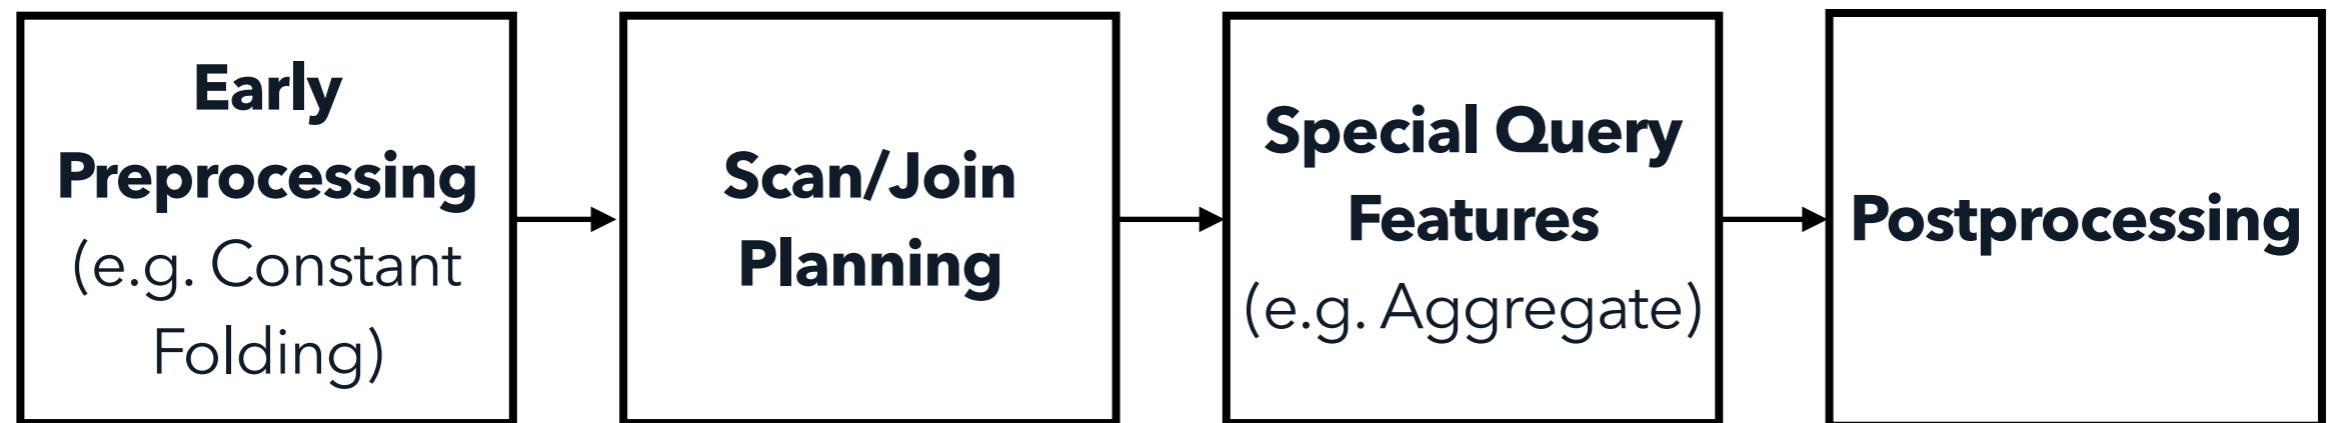 Early
Preprocessing
(e.g. Constant
Folding)
Scan/Join
Planning
Special Query
Features
(e.g. Aggregate)
Postprocessing